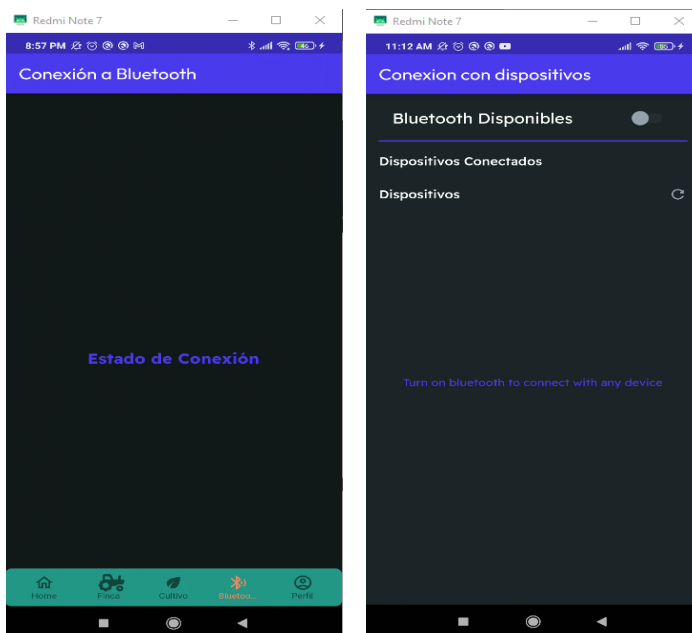 Redmi Note 7
8:57 PM
Conexión a Bluetooth
Estado de Conexión
Home
Finca
Cultivo
Bluetoo...
Perfil
Redmi Note 7
11:12 AM
Conexion con dispositivos
Bluetooth Disponibles
Dispositivos Conectados
Dispositivos
Turn on bluetooth to connect with any device